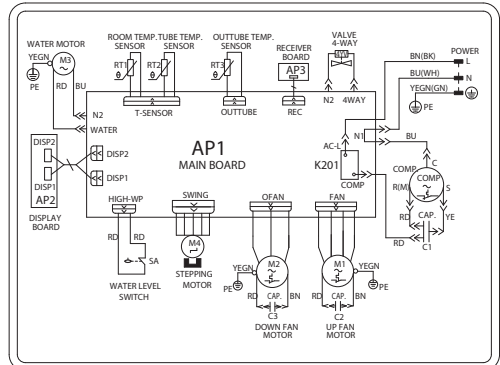 ROOM TEMP. SENSOR
TUBE TEMP. SENSOR
OUTTUBE TEMP. SENSOR
VALVE 4-WAY
4V
WATER MOTOR
YEGN
M3
PE
RD
BU
RT1
θ
RT2
θ
RT3
θ
RECEIVER BOARD
AP3
BN(BK)
POWER
L
BU(WH)
N
YEGN(GN)
PE
N2
WATER
T-SENSOR
OUTTUBE
REC
N2
4WAY
N1
BU
AP1
MAIN BOARD
AC-L
K201
COMP
DISP2
DISP1
AP2
DISPLAY BOARD
DISP2
DISP1
COMP.
C
COMP
R(M)
S
RD
CAP.
YE
C1
RD
HIGH-WP
SWING
OFAN
FAN
RD
RD
SA
WATER LEVEL SWITCH
M4
STEPPING MOTOR
YEGN
PE
M2
RD
CAP.
BN
C3
DOWN FAN MOTOR
M1
YEGN
PE
RD
CAP.
BN
C2
UP FAN MOTOR